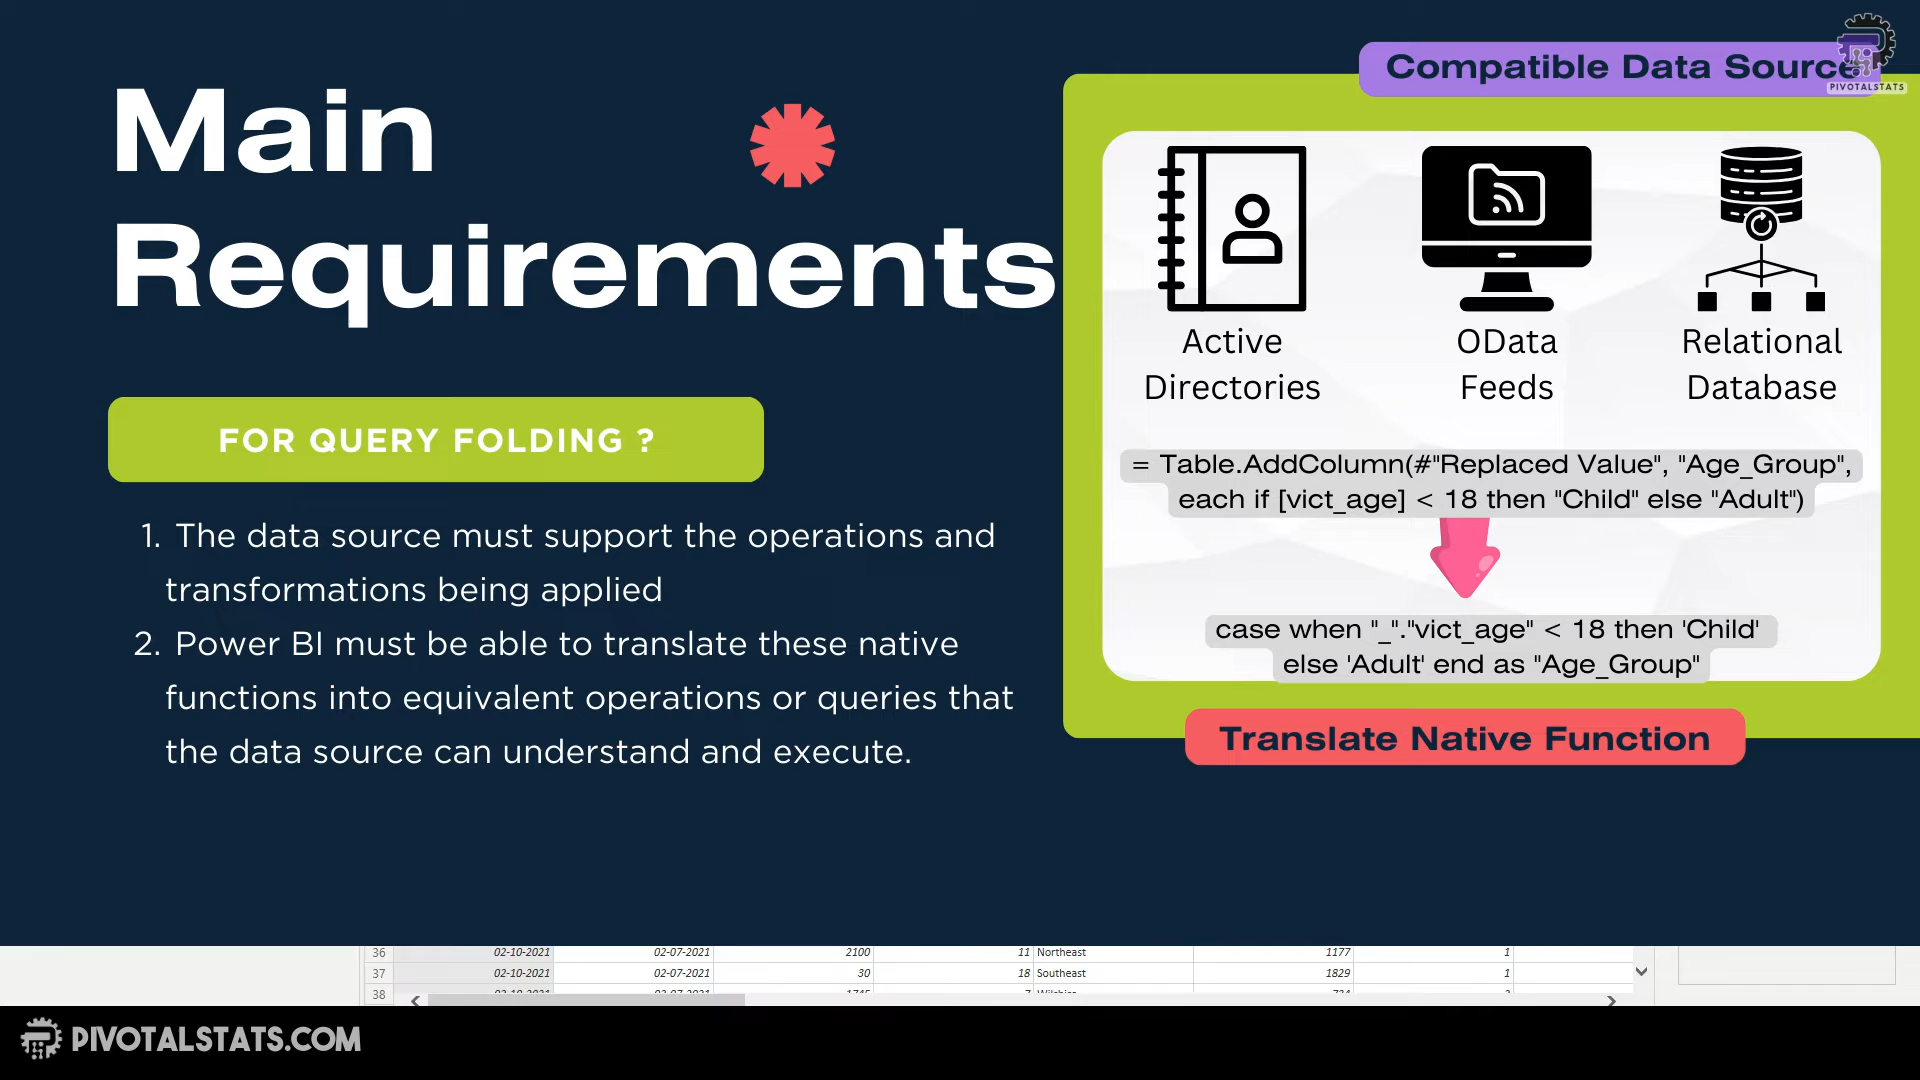 Main
Requirements
FOR QUERY FOLDING ?
1. The data source must support the operations and
transformations being applied
2. Power BI must be able to translate these native
functions into equivalent operations or queries that
the data source can understand and execute.
Compatible Data Source
PIVOTALSTATS
Active
Directories
OData
Feeds
Relational
Database
= Table.AddColumn(#"Replaced Value", "Age_Group",
each if [vict_age] < 18 then "Child" else "Adult")
case when "_"."vict_age" < 18 then 'Child'
else 'Adult' end as "Age_Group"
Translate Native Function
36 02-10-2021 02-07-2021 2100 11 Northeast 1177 1
37 02-10-2021 02-07-2021 30 18 Southeast 1829 1
38
PIVOTALSTATS.COM